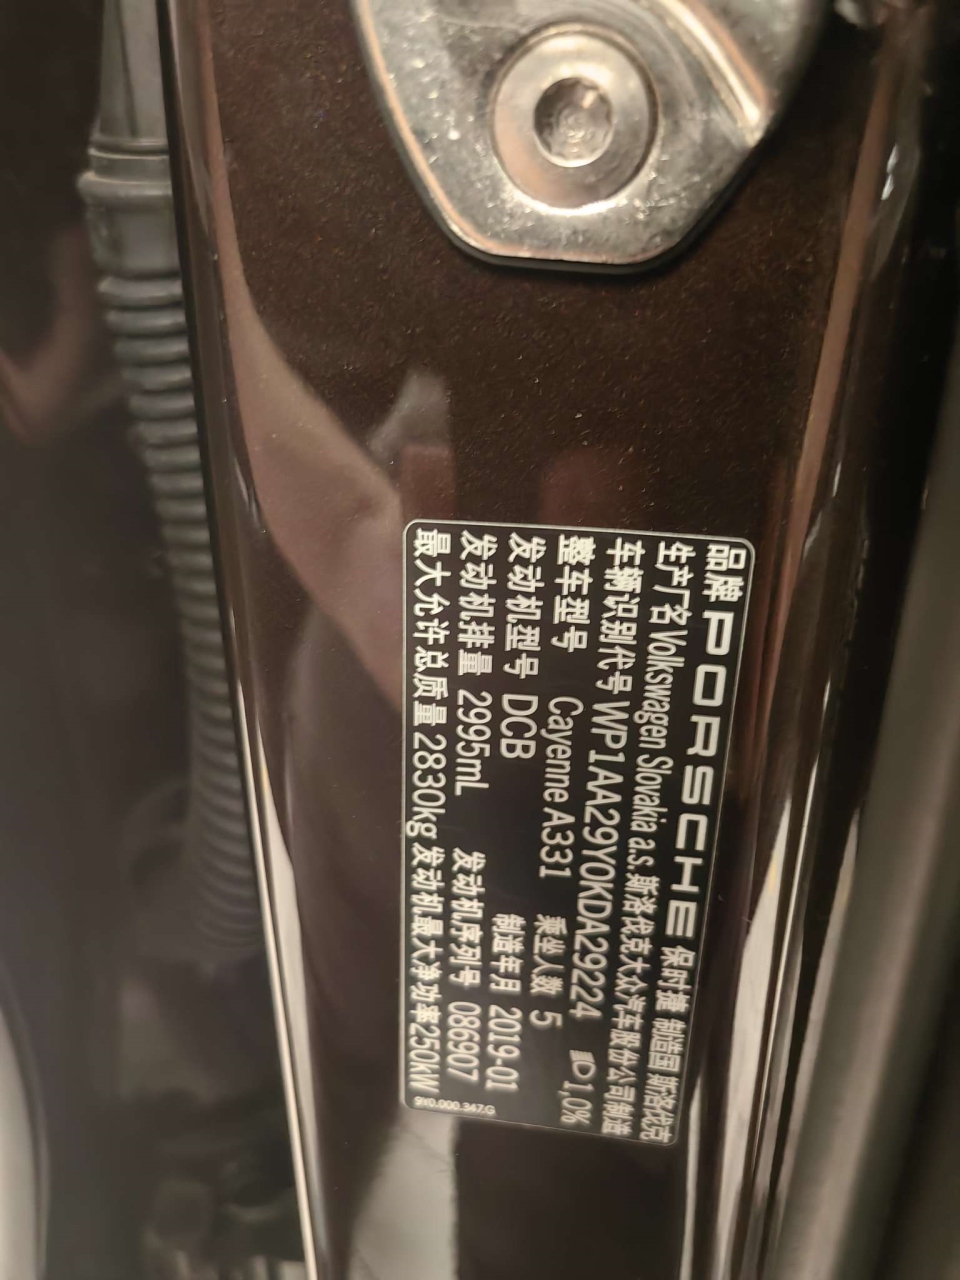 品牌 PORSCHE 保时捷 制造国 斯洛伐克
生产厂名 Volkswagen Slovakia a.s.斯洛伐克大众汽车股份公司制造
车辆识别代号 WP1AA29Y0KDA29224 1,0%
整车型号 Cayenne A331 乘坐人数 5
发动机型号 DCB 制造年月 2019-01
发动机排量 2995mL 发动机序列号 086907
最大允许总质量 2830kg 发动机最大净功率250kW
9Y0.000.347.G